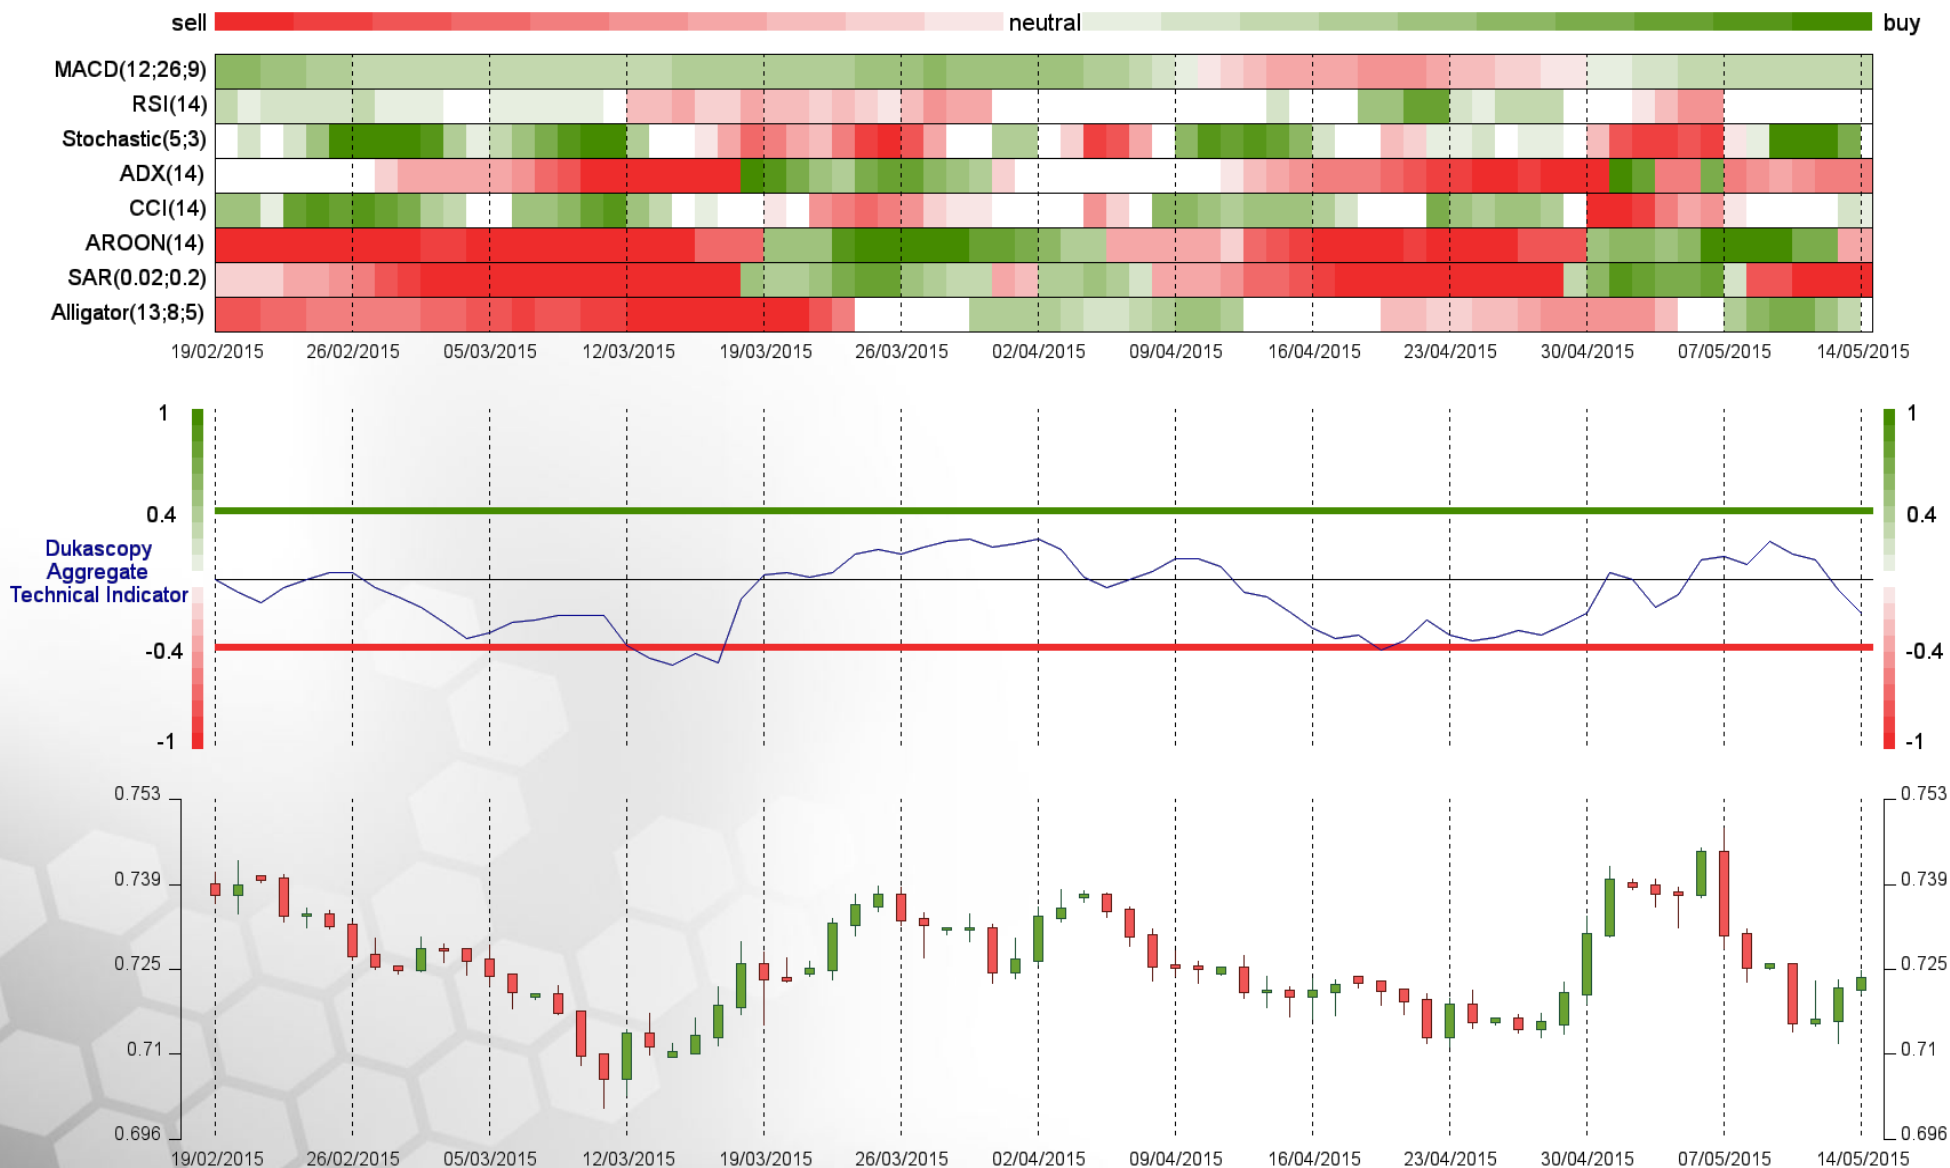 sell neutral buy
MACD(12;26;9)
RSI(14)
Stochastic(5;3)
ADX(14)
CCI(14)
AROON(14)
SAR(0.02;0.2)
Alligator(13;8;5)
19/02/2015 26/02/2015 05/03/2015 12/03/2015 19/03/2015 26/03/2015 02/04/2015 09/04/2015 16/04/2015 23/04/2015 30/04/2015 07/05/2015 14/05/2015
1 1
0.4 0.4
Dukascopy
Aggregate
Technical Indicator
-0.4 -0.4
-1 -1
0.753 0.753
0.739 0.739
0.725 0.725
0.71 0.71
0.696 0.696
19/02/2015 26/02/2015 05/03/2015 12/03/2015 19/03/2015 26/03/2015 02/04/2015 09/04/2015 16/04/2015 23/04/2015 30/04/2015 07/05/2015 14/05/2015